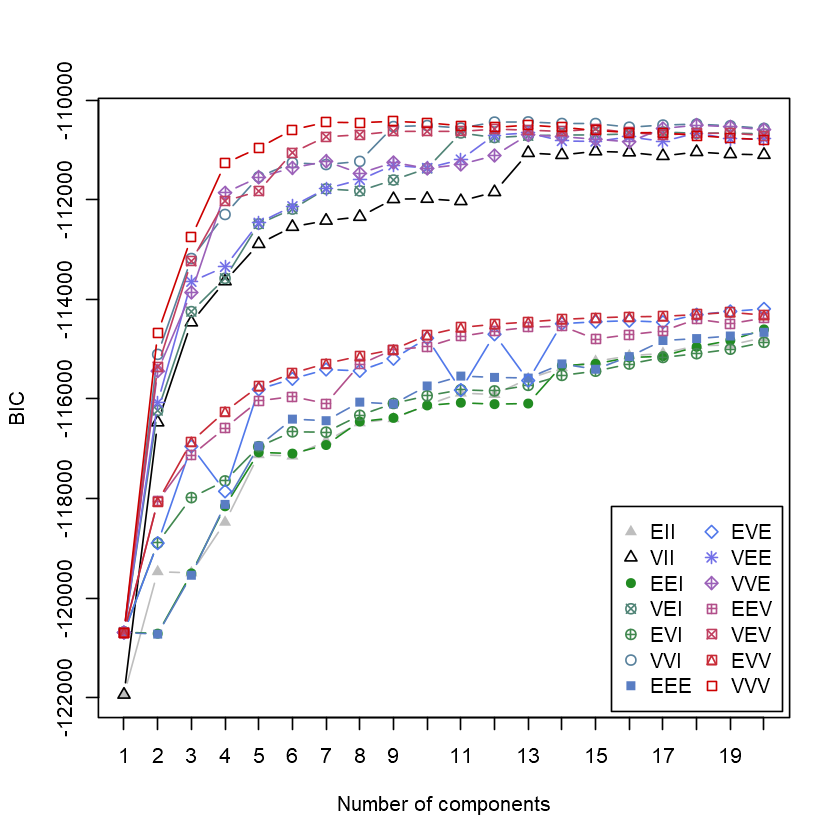 BIC
-110000
-112000
-114000
-116000
-118000
-120000
-122000
EII EVE
VII VEE
EEI VVE
VEI EEV
EVI VEV
VVI EVV
EEE VVV
1 2 3 4 5 6 7 8 9 11 13 15 17 19
Number of components